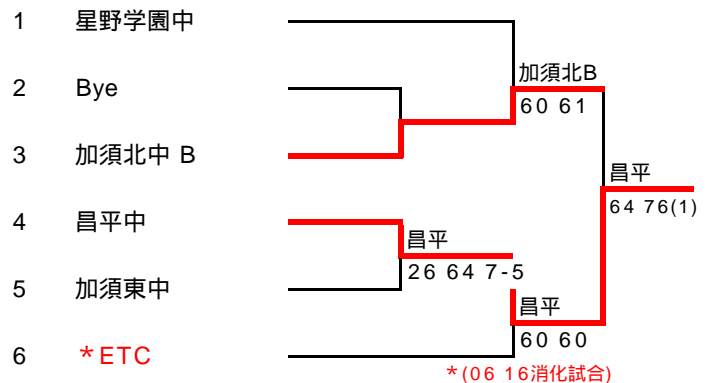 1 星野学園中
2 Bye
3 加須北中 B
4 昌平中
5 加須東中
6 *ETC
加須北B
60 61
昌平
26 64 7-5
昌平
60 60
*(06 16消化試合)
昌平
64 76(1)